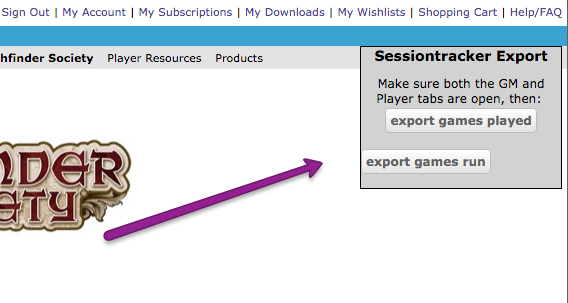 Sign Out | My Account | My Subscriptions | My Downloads | My Wishlists | Shopping Cart | Help/FAQ
hfinder Society Player Resources Products
Sessiontracker Export
Make sure both the GM and
Player tabs are open, then:
export games played
export games run
NDER
ETY